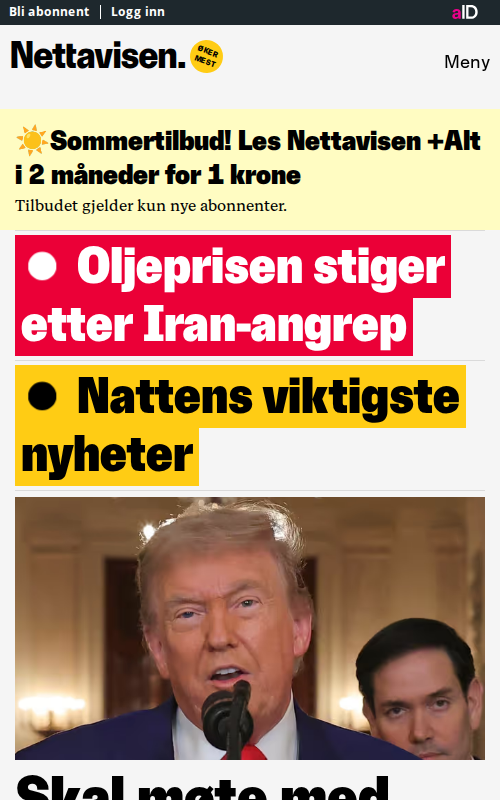 Bli abonnent | Logg inn
aID
Nettavisen.
ØKER
MEST
Meny
☀️Sommertilbud! Les Nettavisen +Alt
i 2 måneder for 1 krone
Tilbudet gjelder kun nye abonnenter.
Oljeprisen stiger
etter Iran-angrep
Nattens viktigste
nyheter
Skal møte med